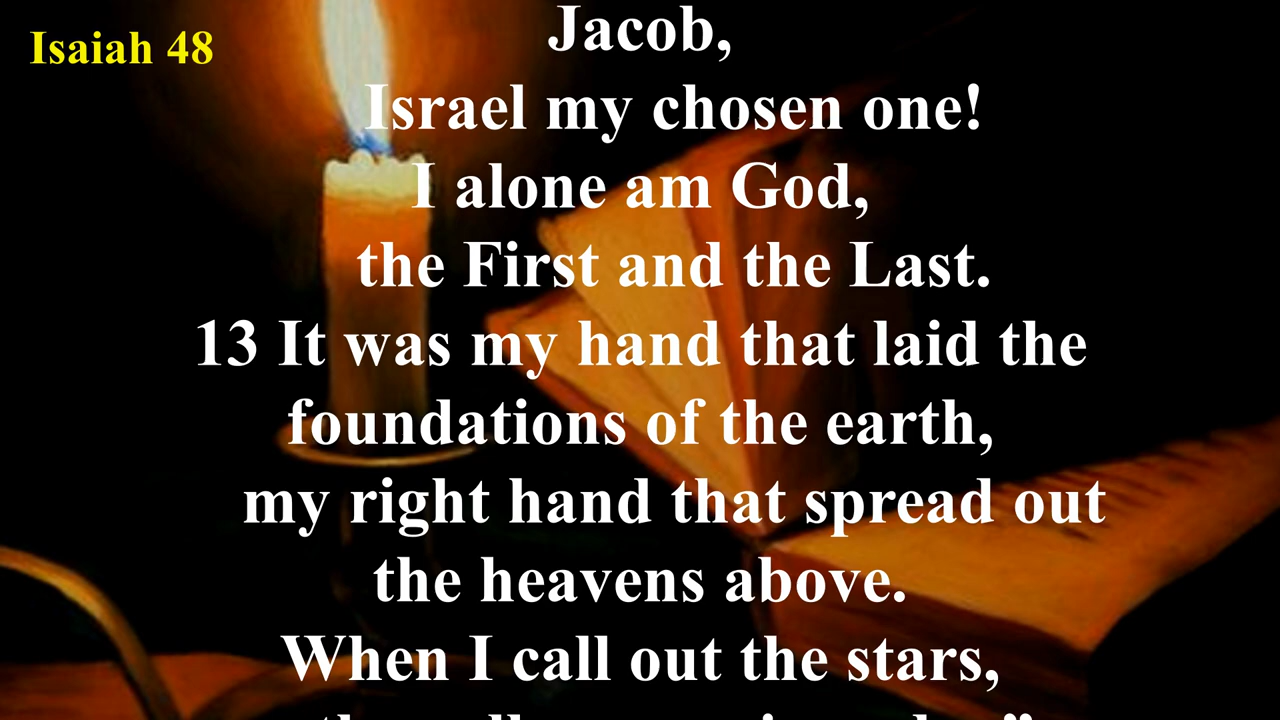 Isaiah 48
Jacob,
Israel my chosen one!
I alone am God,
the First and the Last.
13 It was my hand that laid the
foundations of the earth,
my right hand that spread out
the heavens above.
When I call out the stars,